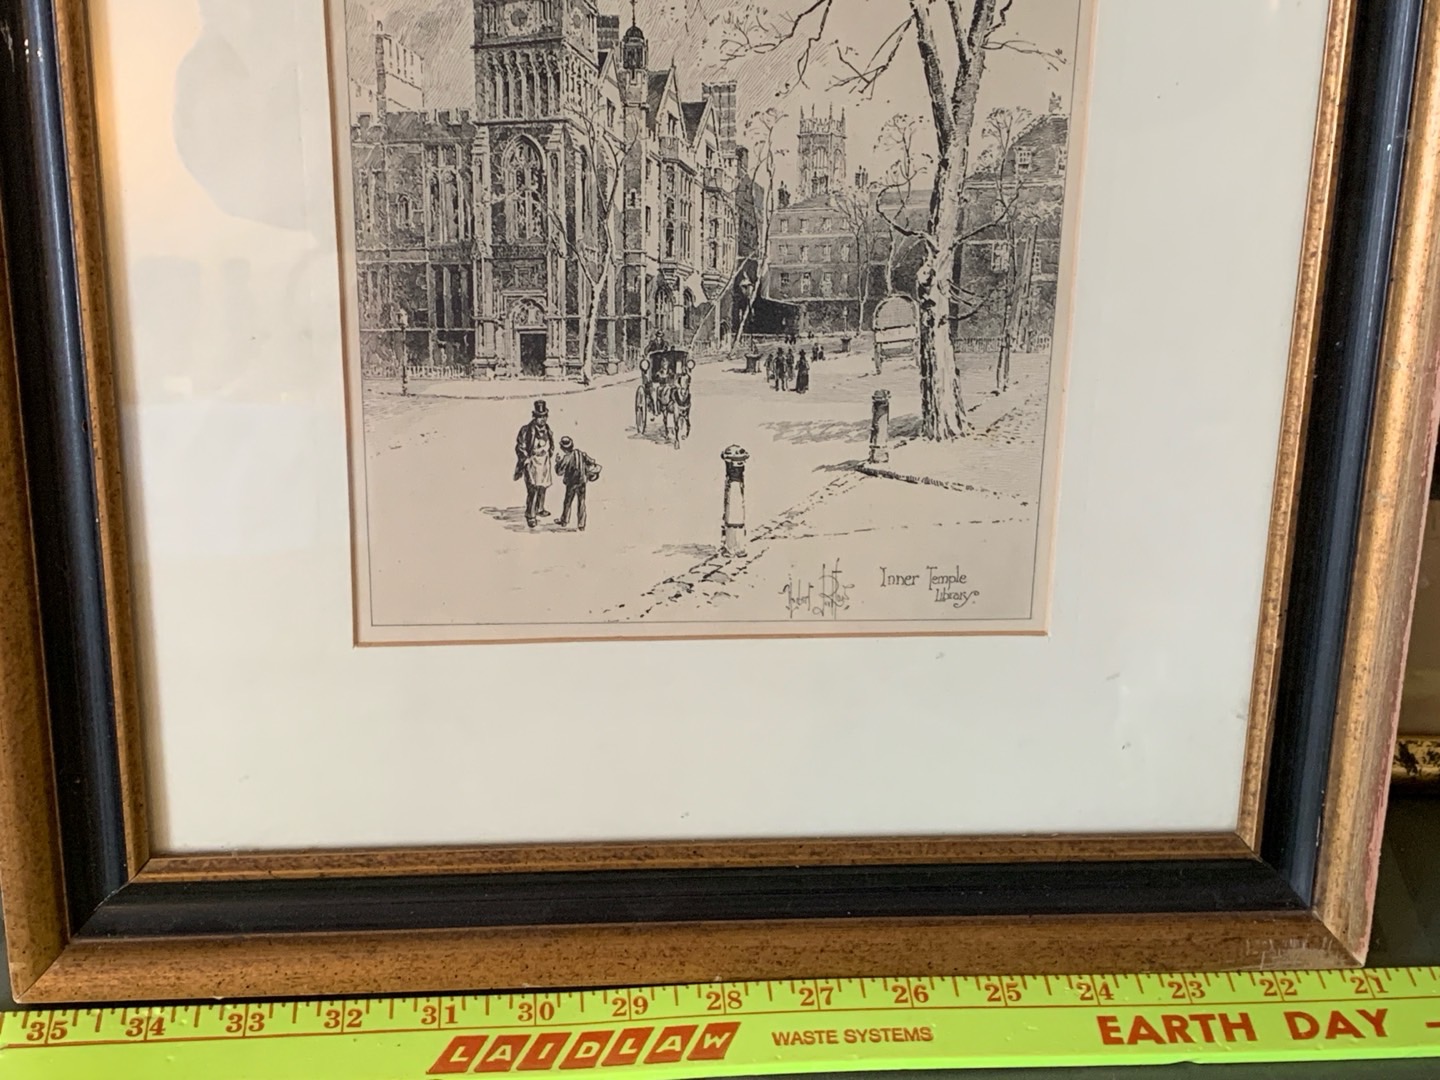 Inner Temple
Library
35 34 33 32 31 30 29 28 27 26 25 24 23 22 21
LAIDLAW WASTE SYSTEMS EARTH DAY -